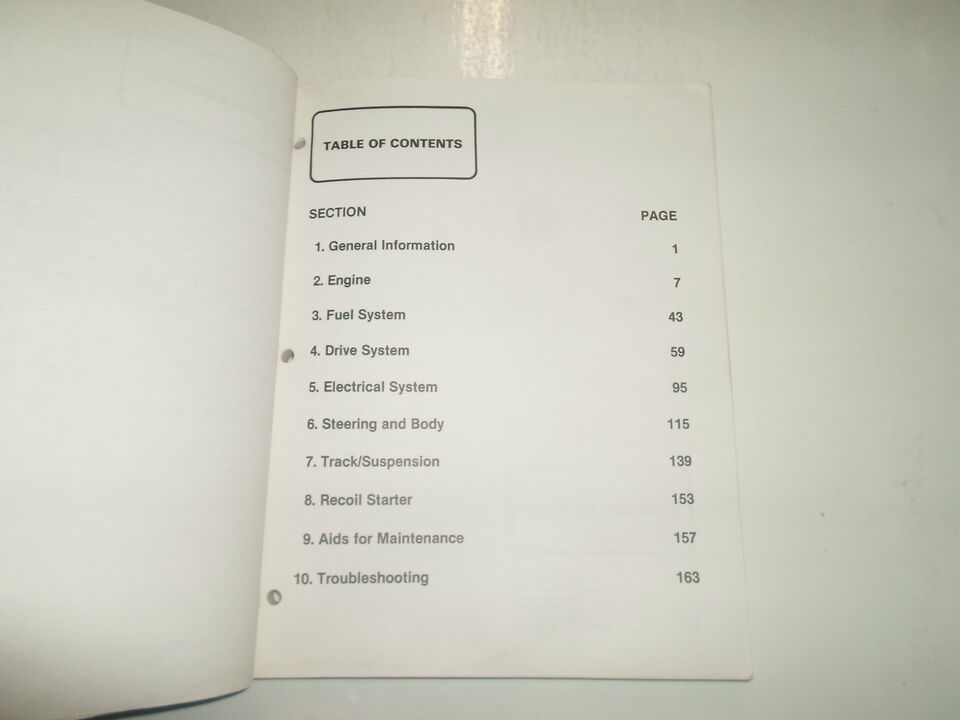 TABLE OF CONTENTS
SECTION PAGE
1. General Information 1
2. Engine 7
3. Fuel System 43
4. Drive System 59
5. Electrical System 95
6. Steering and Body 115
7. Track/Suspension 139
8. Recoil Starter 153
9. Aids for Maintenance 157
10. Troubleshooting 163